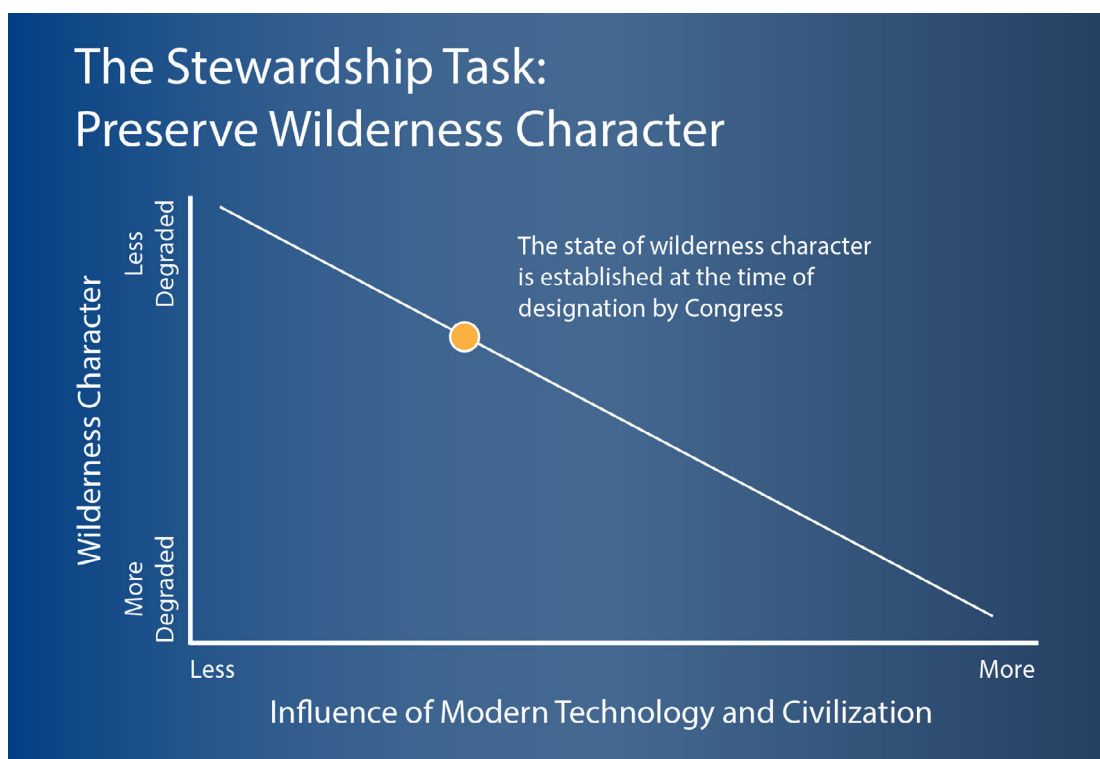 The Stewardship Task:
Preserve Wilderness Character
Wilderness Character
Less
Degraded
More
Degraded
The state of wilderness character
is established at the time of
designation by Congress
Less
More
Influence of Modern Technology and Civilization